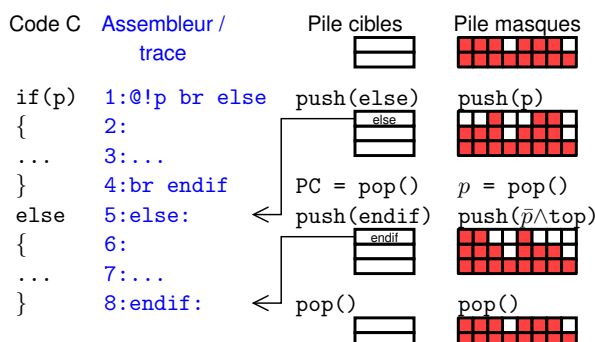 Code C Assembleur / Pile cibles Pile masques
trace
if(p) 1:@!p br else push(else) push(p)
{ 2: else
... 3:...
} 4:br endif PC = pop() p = pop()
else 5:else: push(endif) push(p̄∧top)
{ 6: endif
... 7:...
} 8:endif: pop() pop()